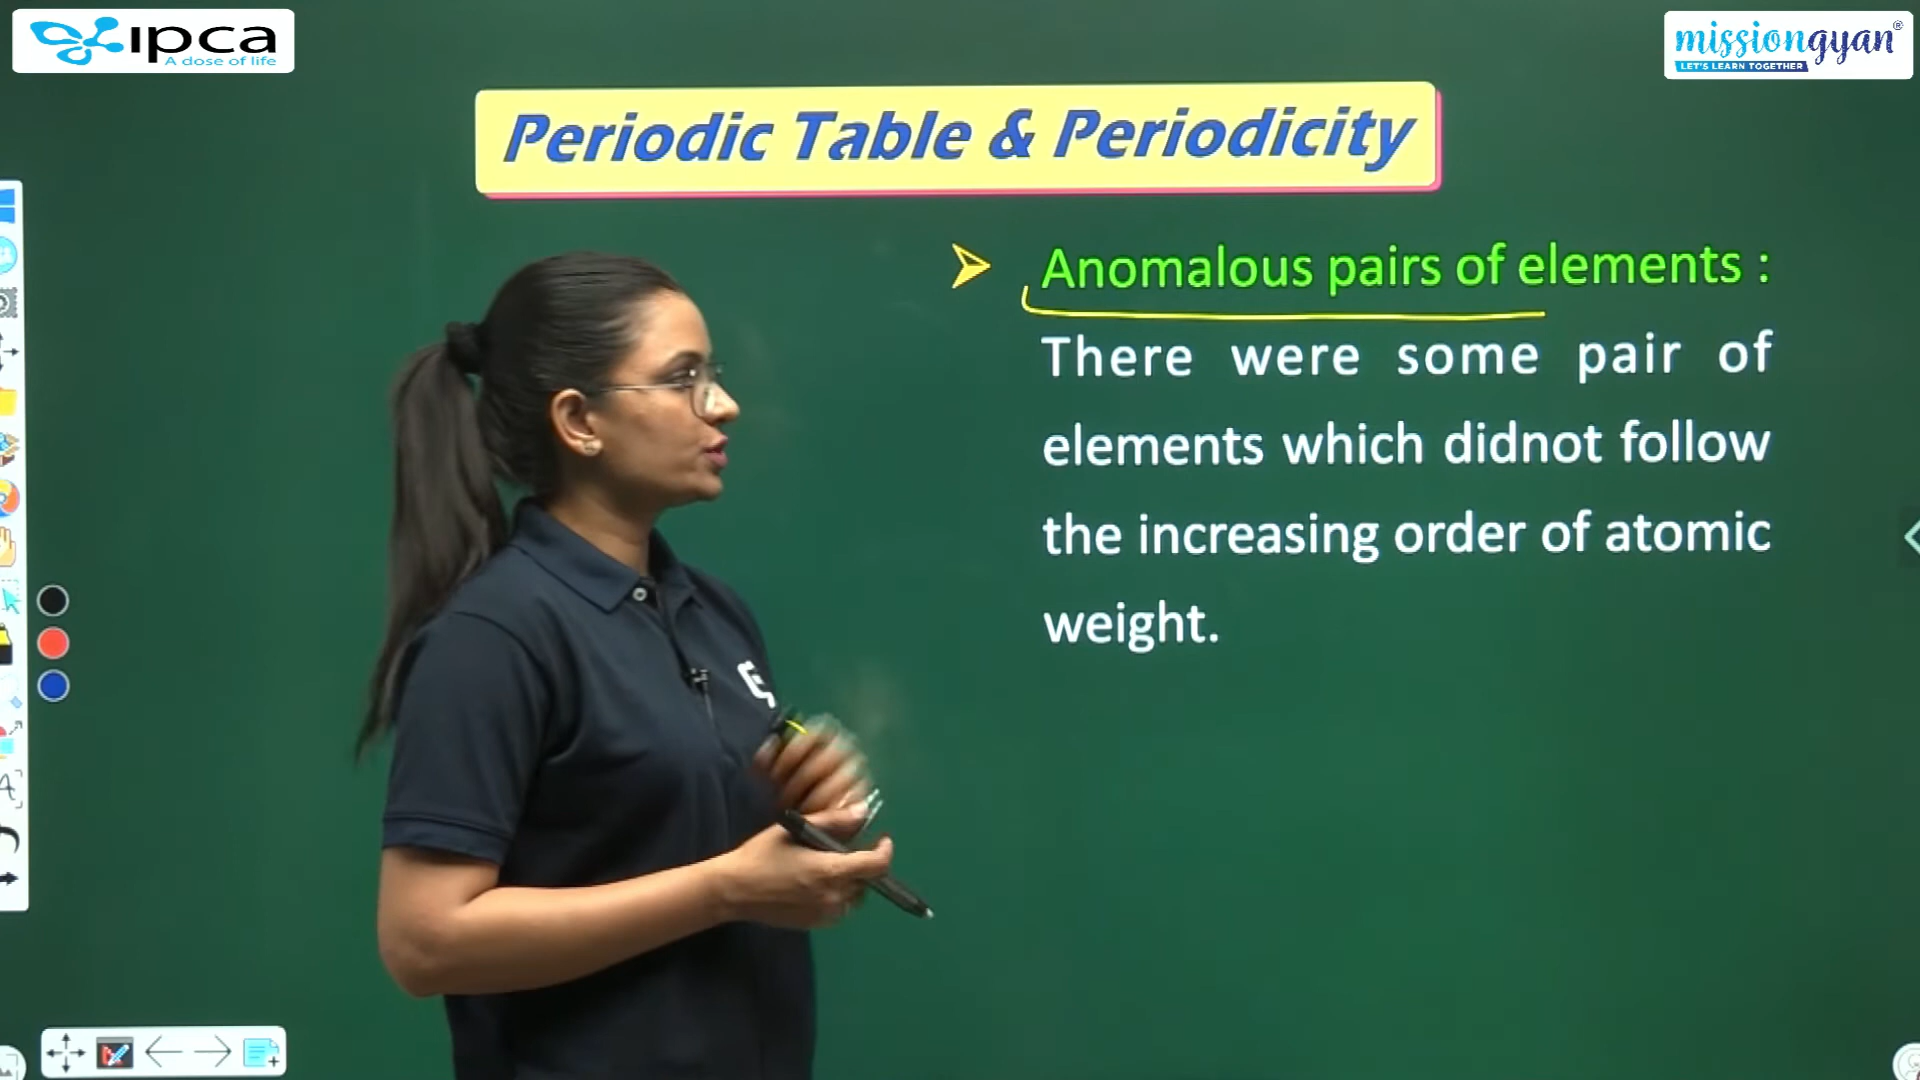 ipca
A dose of life
missiongyan®
LET'S LEARN TOGETHER
Periodic Table & Periodicity
Anomalous pairs of elements :
There were some pair of
elements which didnot follow
the increasing order of atomic
weight.